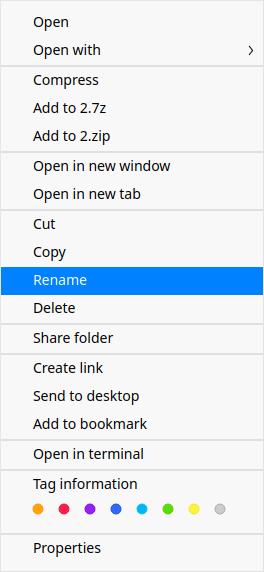 Open
Open with
Compress
Add to 2.7z
Add to 2.zip
Open in new window
Open in new tab
Cut
Copy
Rename
Delete
Share folder
Create link
Send to desktop
Add to bookmark
Open in terminal
Tag information
Properties